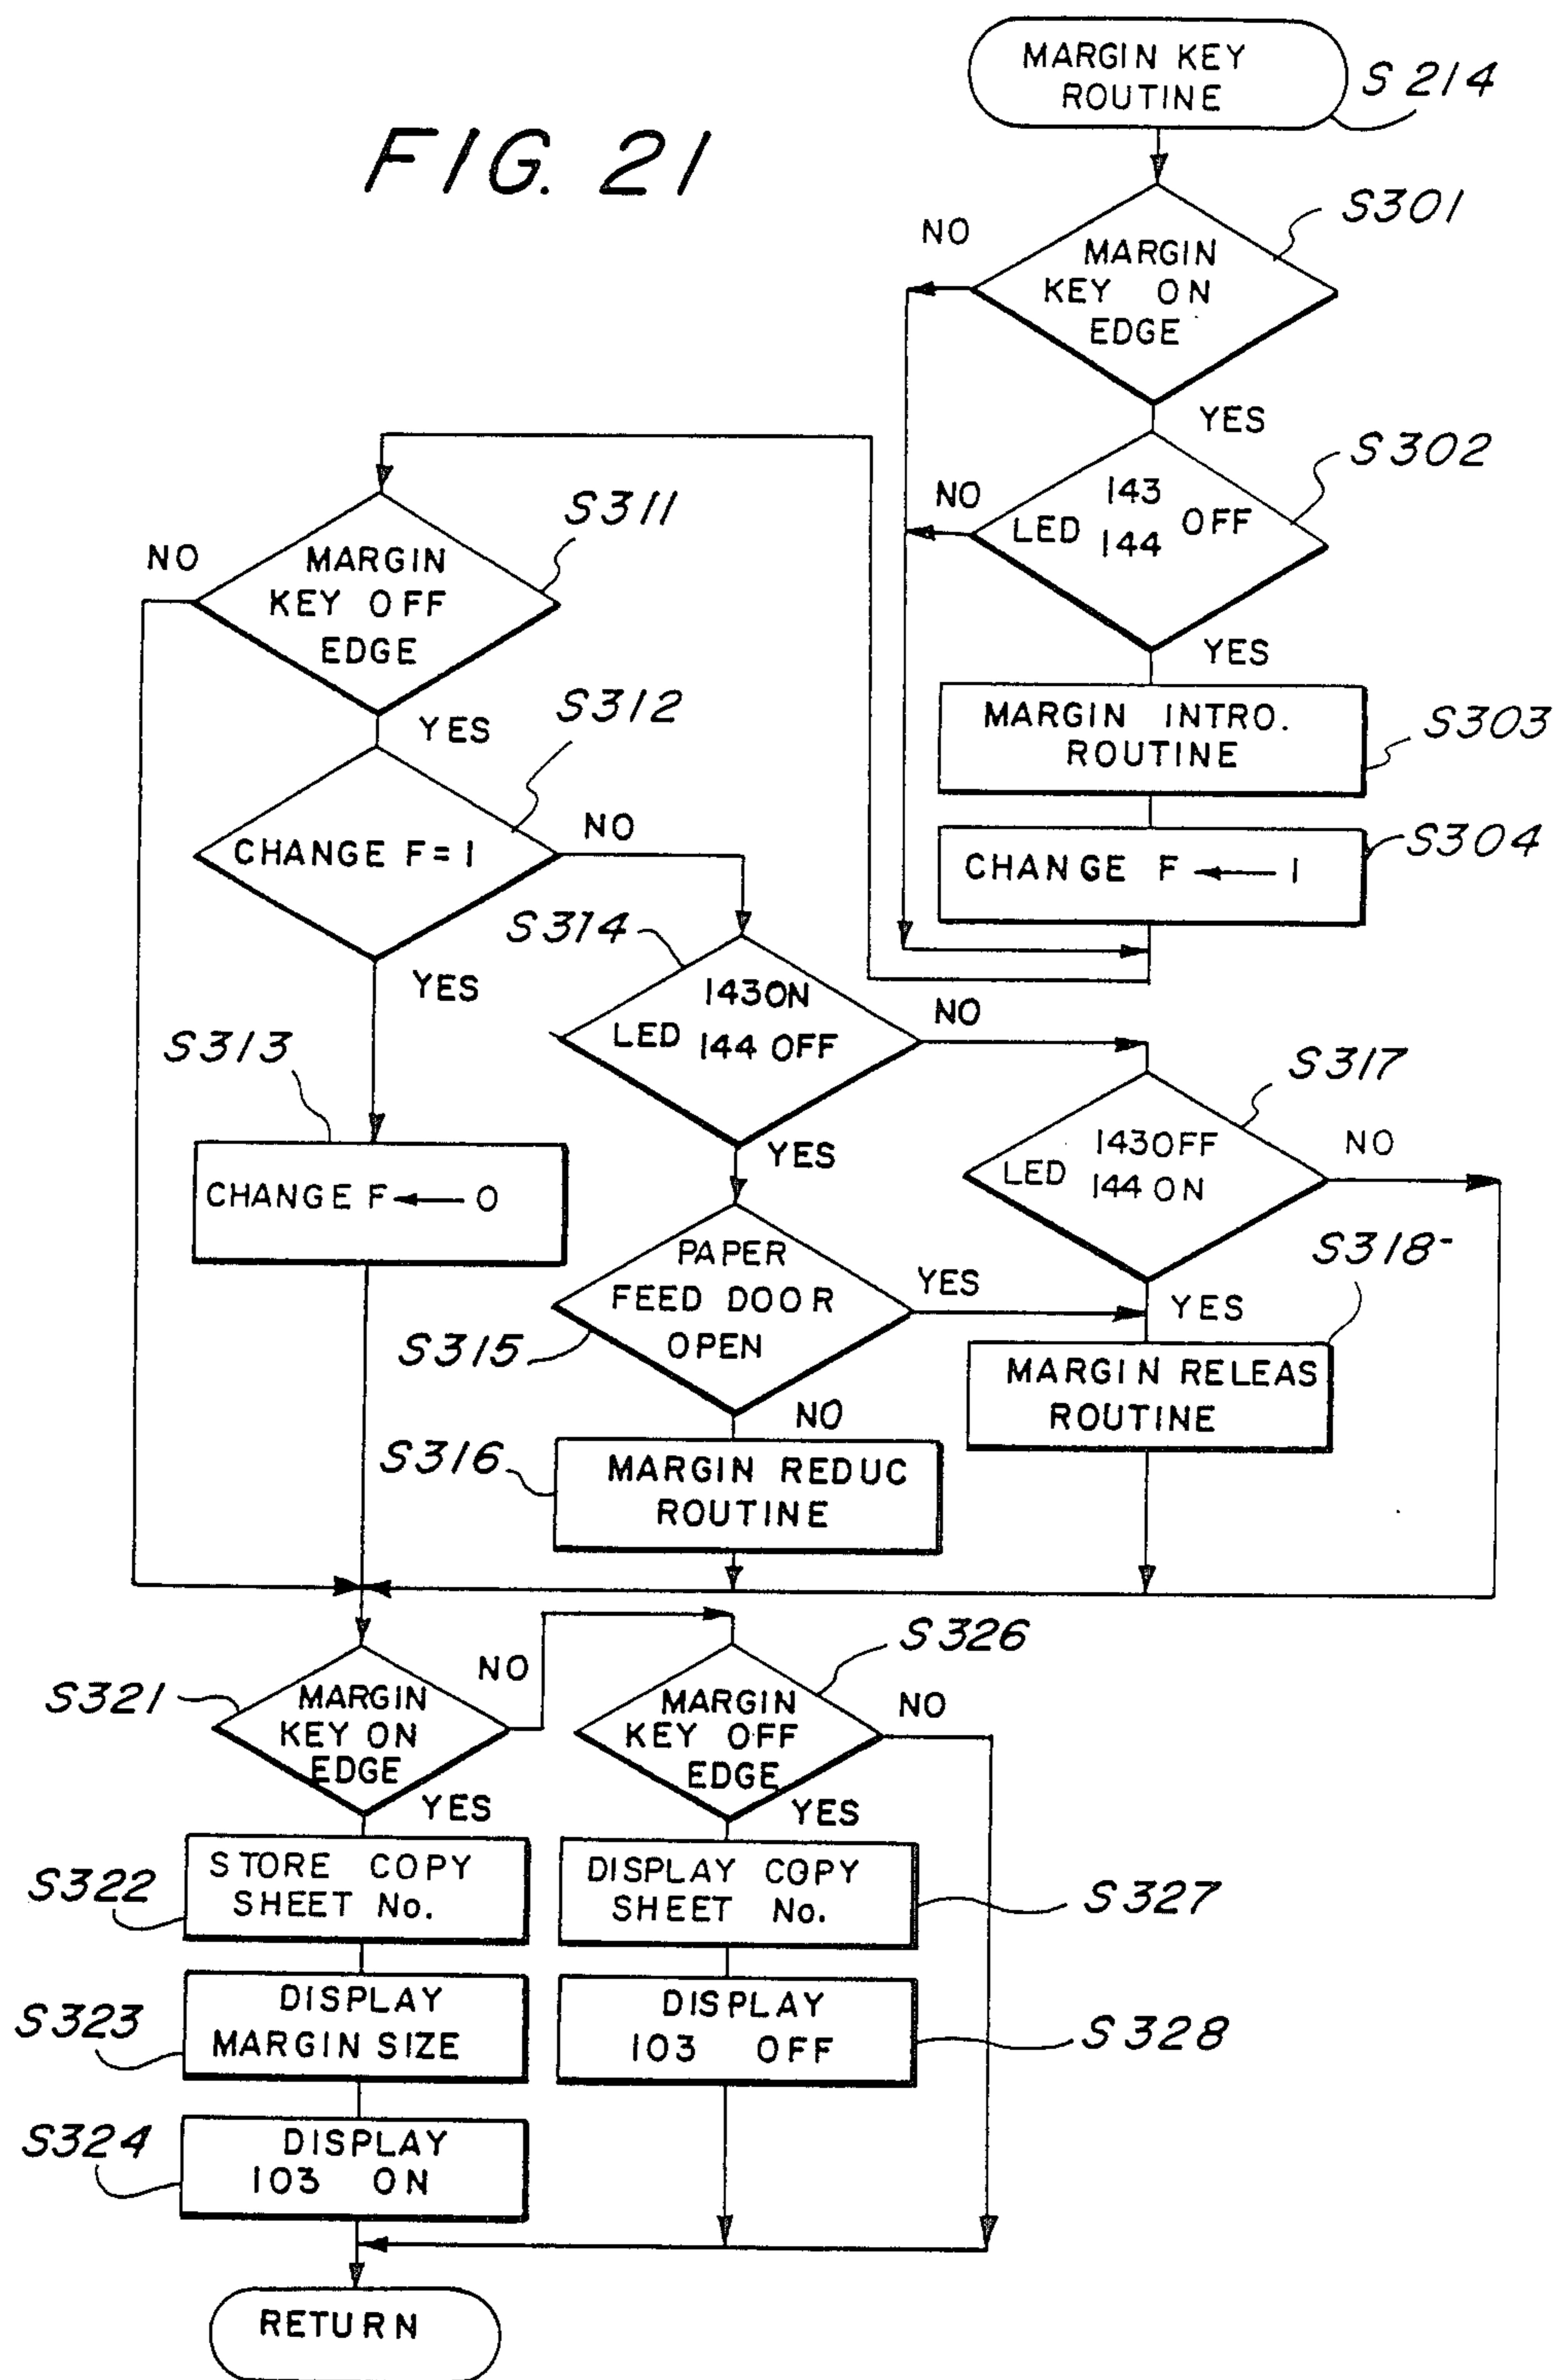 FIG. 21
MARGIN KEY
ROUTINE
S214
S301
NO
MARGIN
KEY ON
EDGE
YES
S302
NO
143
LED OFF
144
YES
MARGIN INTRO.
ROUTINE
S303
CHANGE F ← 1
S304
S311
NO
MARGIN
KEY OFF
EDGE
YES
S312
CHANGE F = 1
NO
YES
S313
CHANGE F ← 0
S314
143 ON
LED
144 OFF
NO
YES
S315
PAPER
FEED DOOR
OPEN
YES
NO
S316
MARGIN REDUC
ROUTINE
S317
143 OFF
LED
144 ON
NO
YES
S318
MARGIN RELEAS
ROUTINE
S321
MARGIN
KEY ON
EDGE
NO
YES
S322
STORE COPY
SHEET No.
S323
DISPLAY
MARGIN SIZE
S324
DISPLAY
103 ON
S326
MARGIN
KEY OFF
EDGE
NO
YES
DISPLAY COPY
SHEET No.
S327
DISPLAY
103 OFF
S328
RETURN